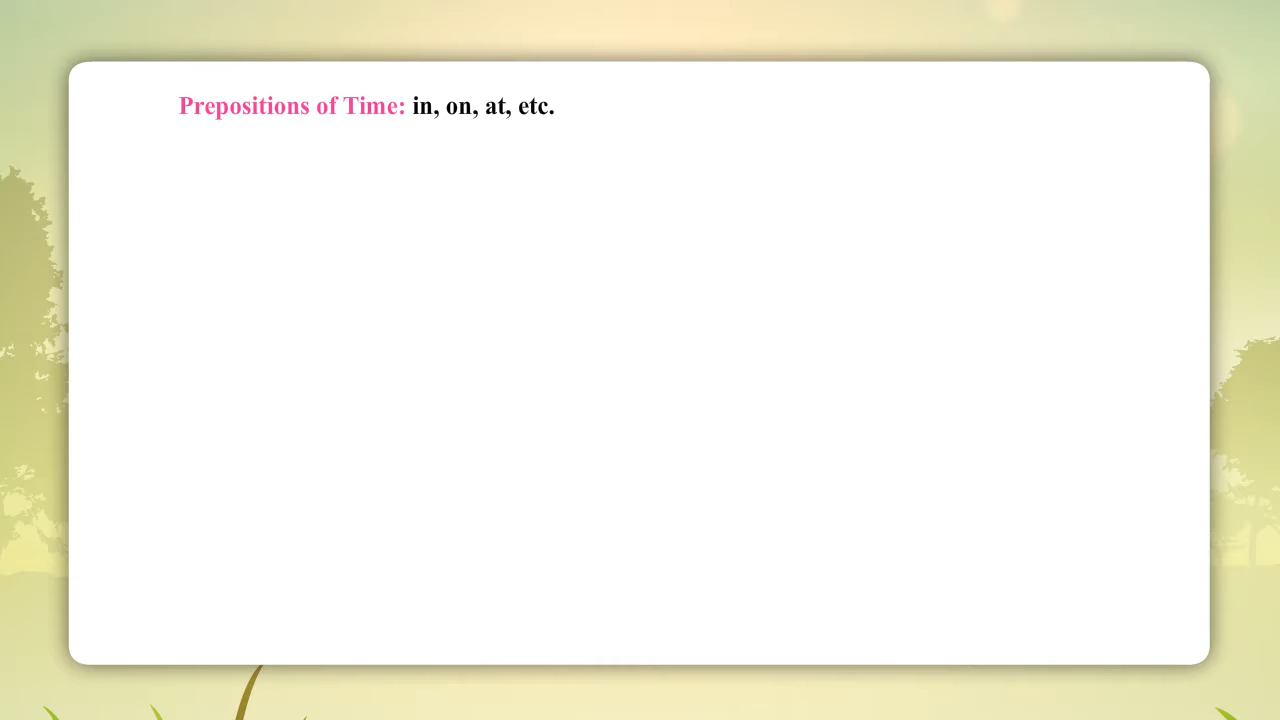 Prepositions of Time: in, on, at, etc.